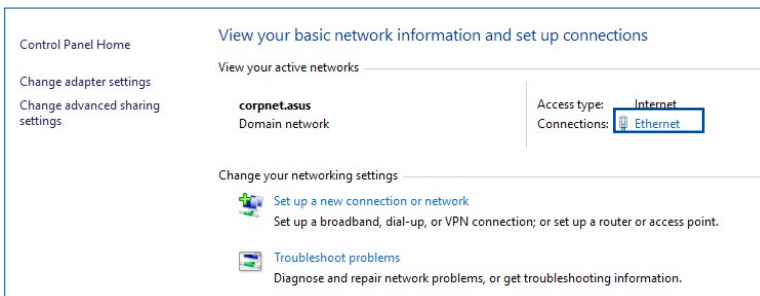 Control Panel Home
Change adapter settings
Change advanced sharing
settings
View your basic network information and set up connections
View your active networks
corpnet.asus
Domain network
Access type: Internet
Connections: Ethernet
Change your networking settings
Set up a new connection or network
Set up a broadband, dial-up, or VPN connection; or set up a router or access point.
Troubleshoot problems
Diagnose and repair network problems, or get troubleshooting information.